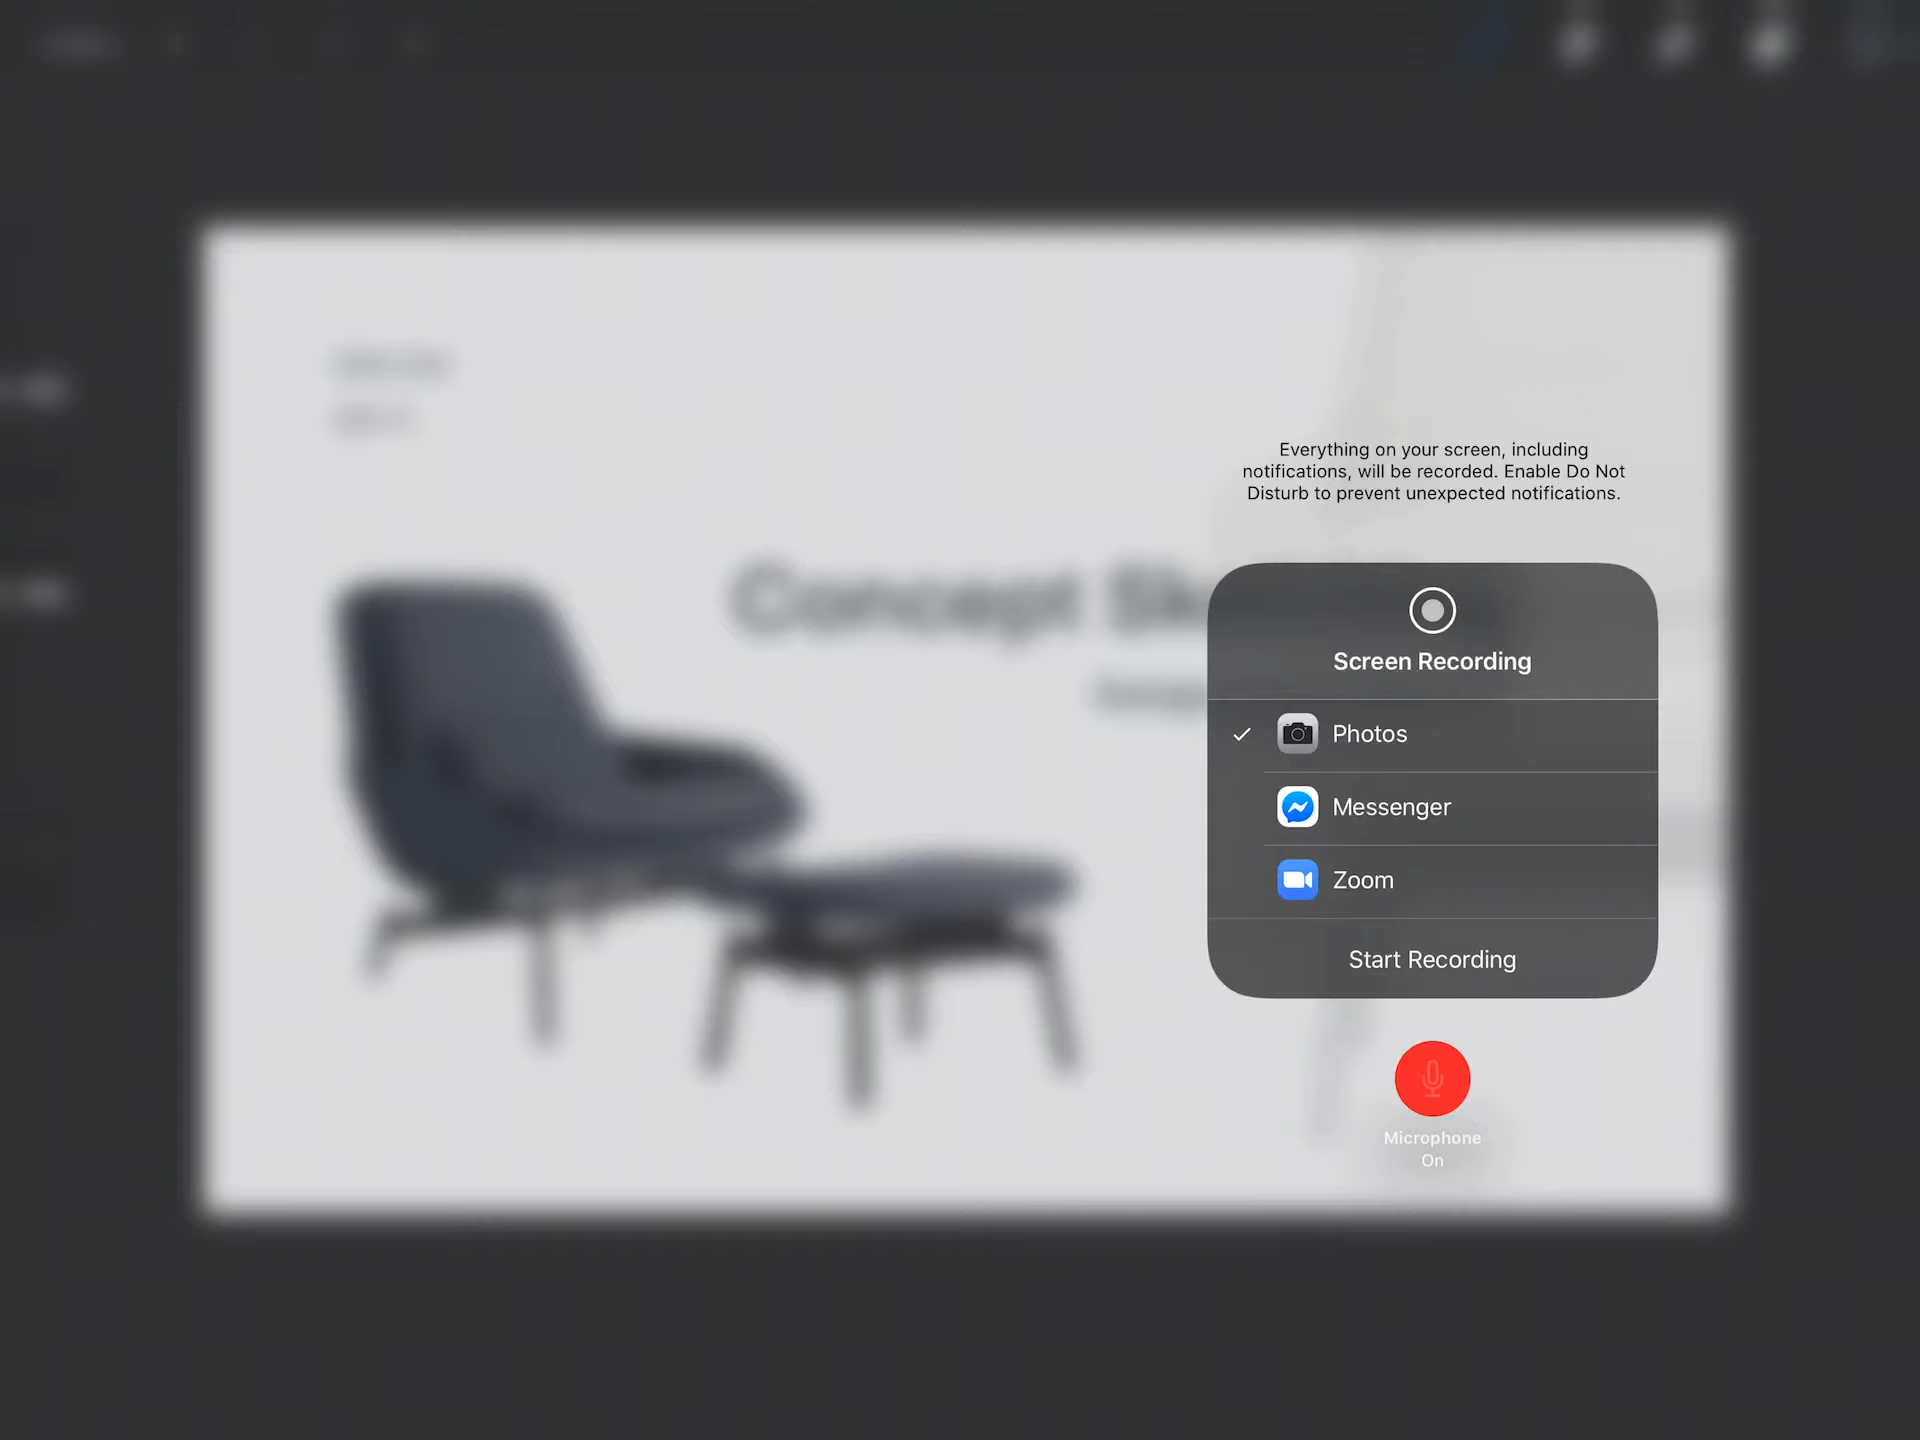 Everything on your screen, including
notifications, will be recorded. Enable Do Not
Disturb to prevent unexpected notifications.
Concept
Screen Recording
Photos
Messenger
Zoom
Start Recording
Microphone
On